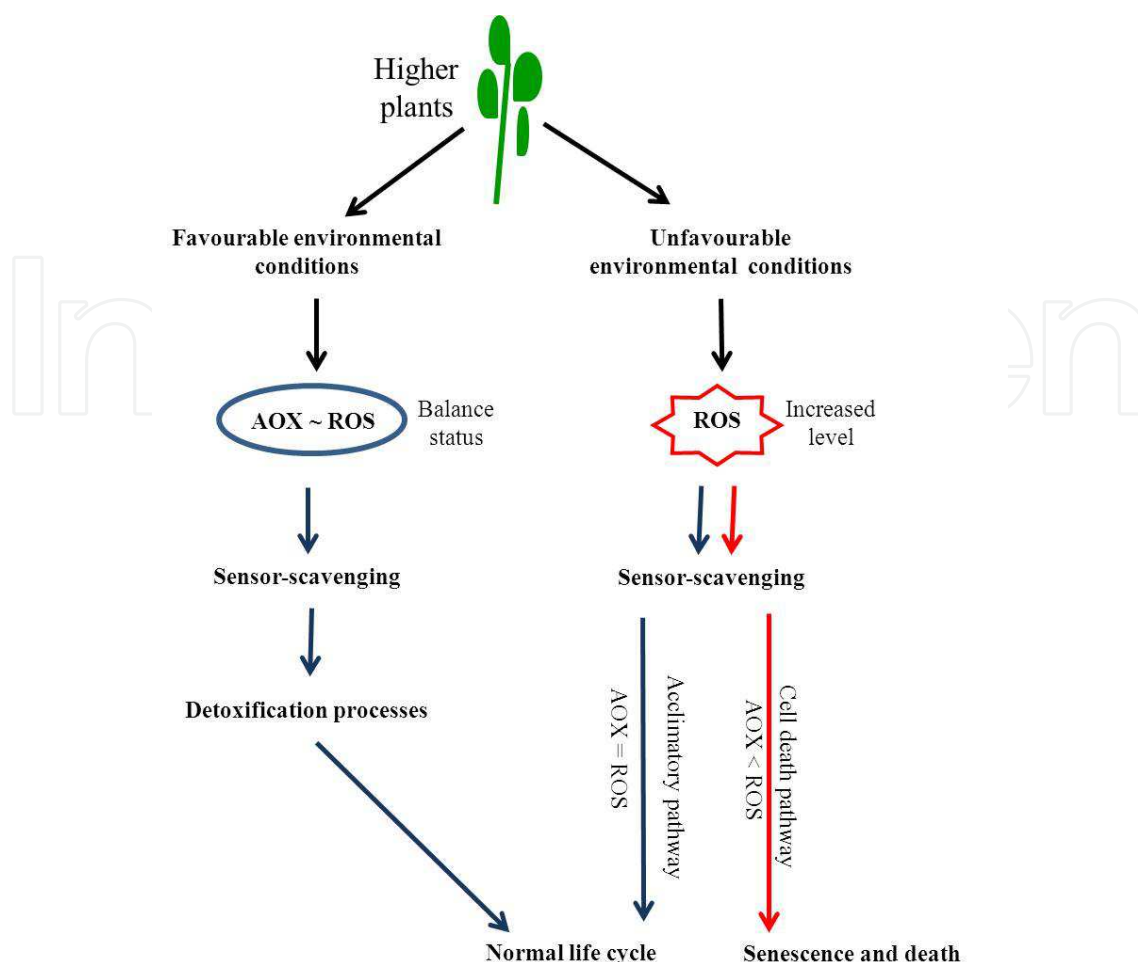 Higher
plants
Favourable environmental
conditions
Unfavourable
environmental conditions
AOX ~ ROS
Balance
status
ROS
Increased
level
Sensor-scavenging
Sensor-scavenging
Detoxification processes
AOX = ROS
Acclimatory pathway
Cell death pathway
AOX < ROS
Normal life cycle
Senescence and death